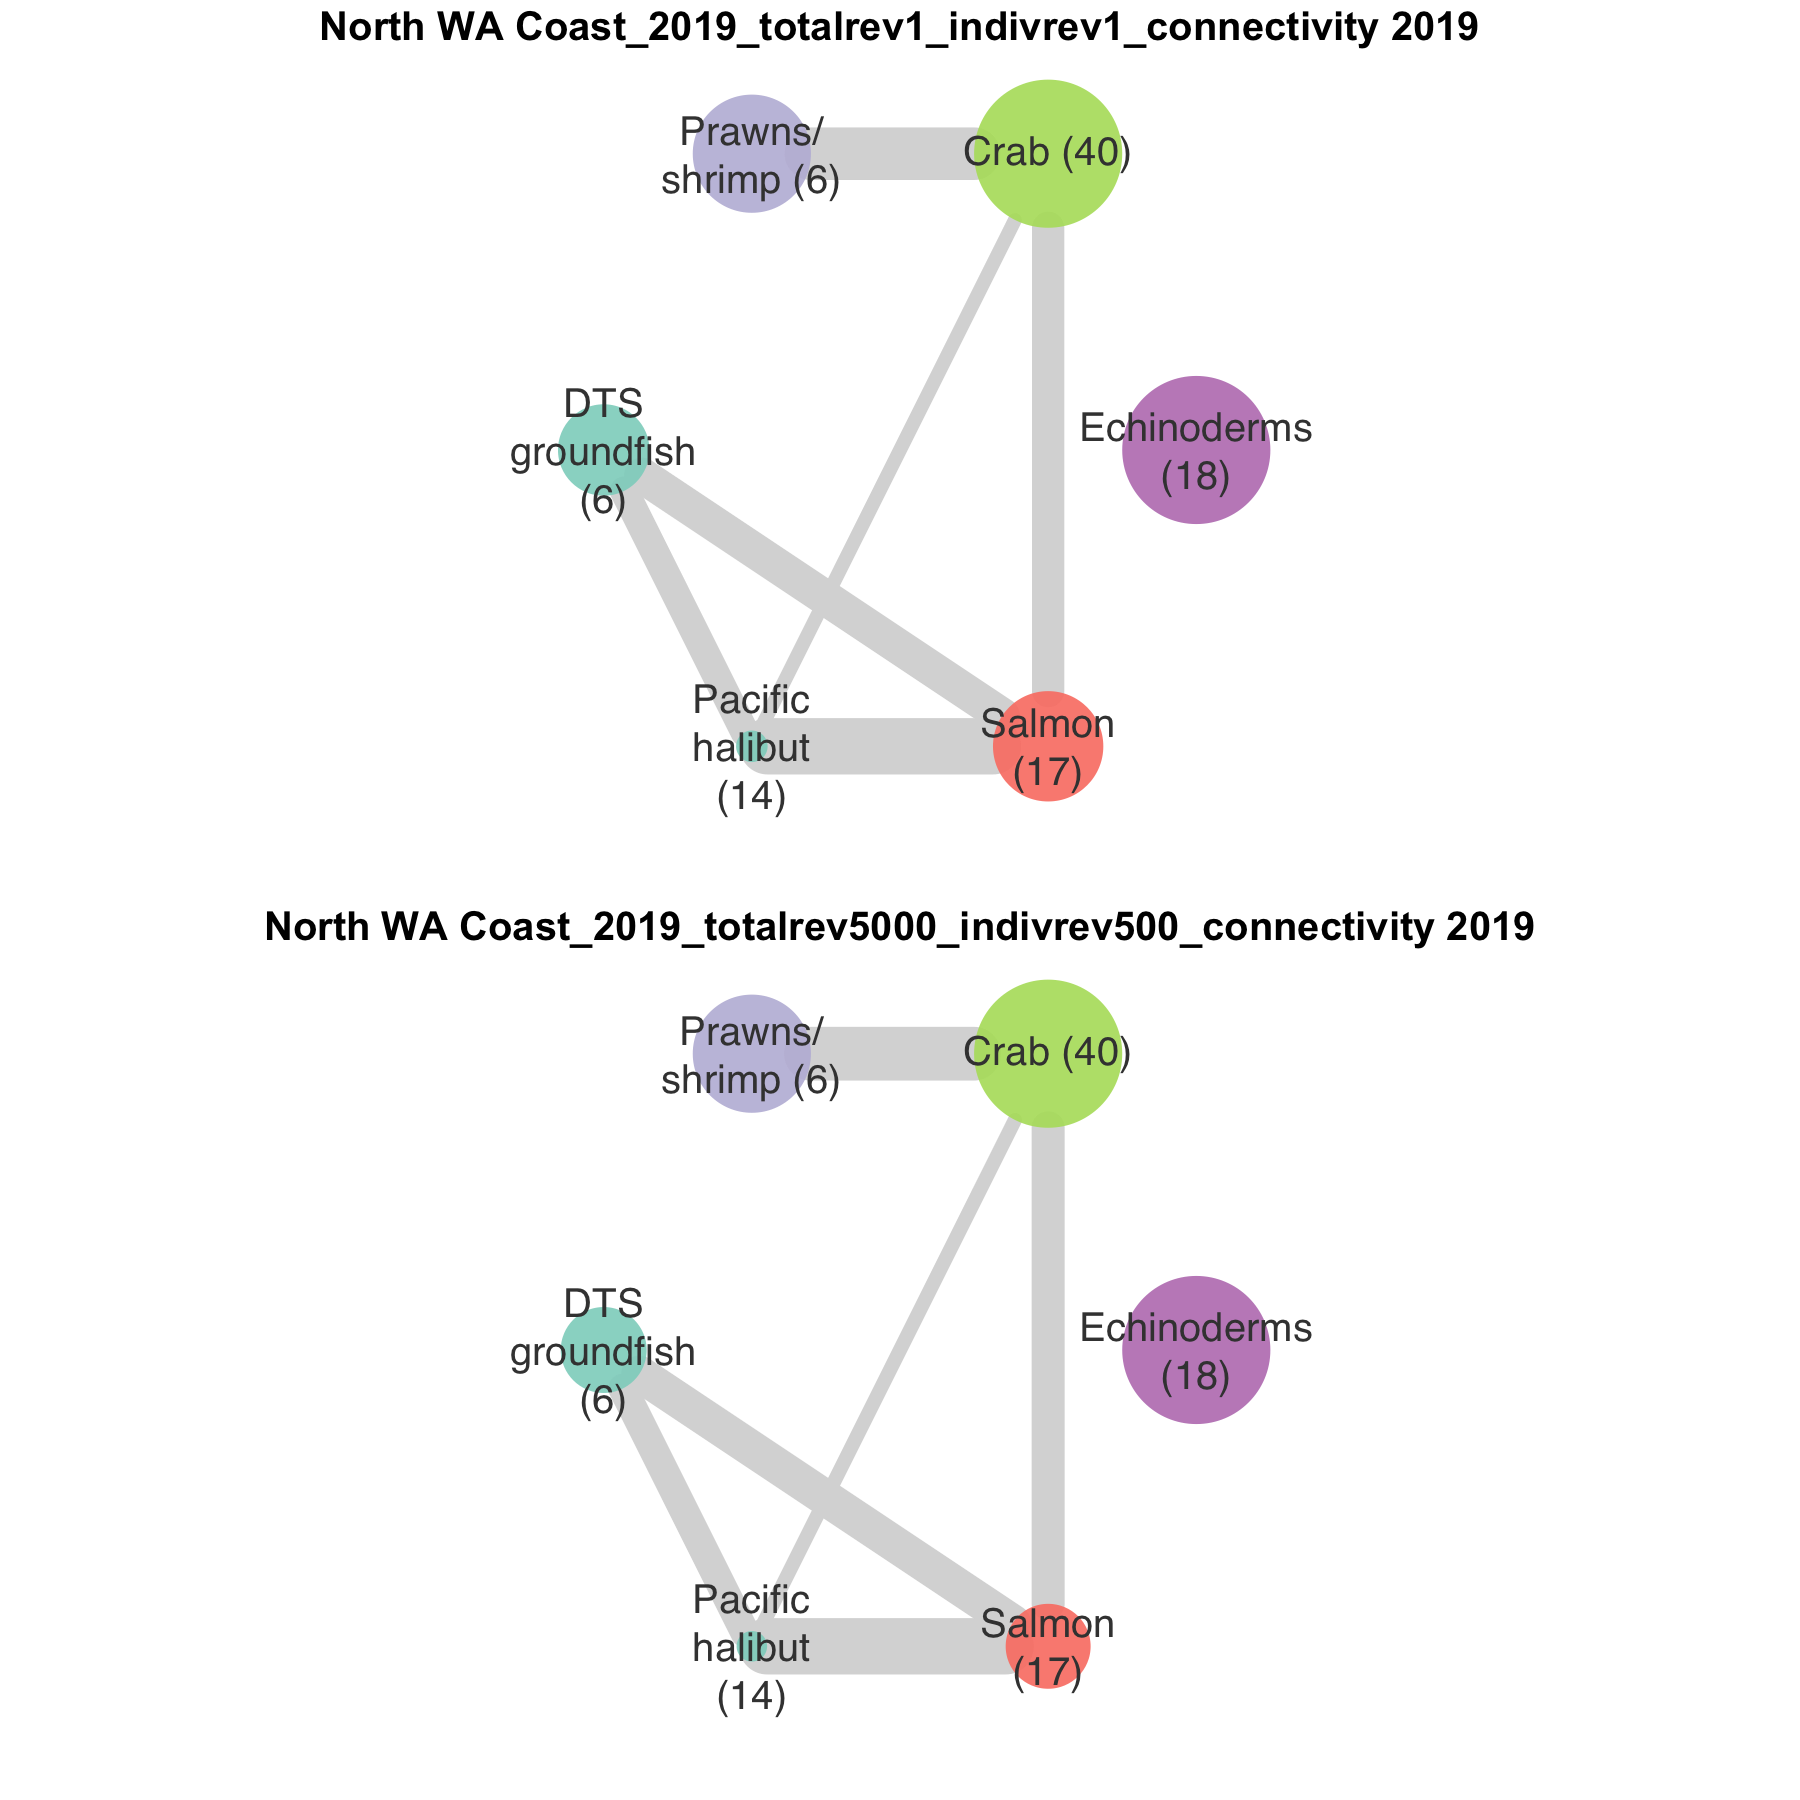 North WA Coast_2019_totalrev1_indivrev1_connectivity 2019
Prawns/
shrimp (6)
Crab (40)
DTS
groundfish
(6)
Echinoderms
(18)
Pacific
halibut
(14)
Salmon
(17)
North WA Coast_2019_totalrev5000_indivrev500_connectivity 2019
Prawns/
shrimp (6)
Crab (40)
DTS
groundfish
(6)
Echinoderms
(18)
Pacific
halibut
(14)
Salmon
(17)